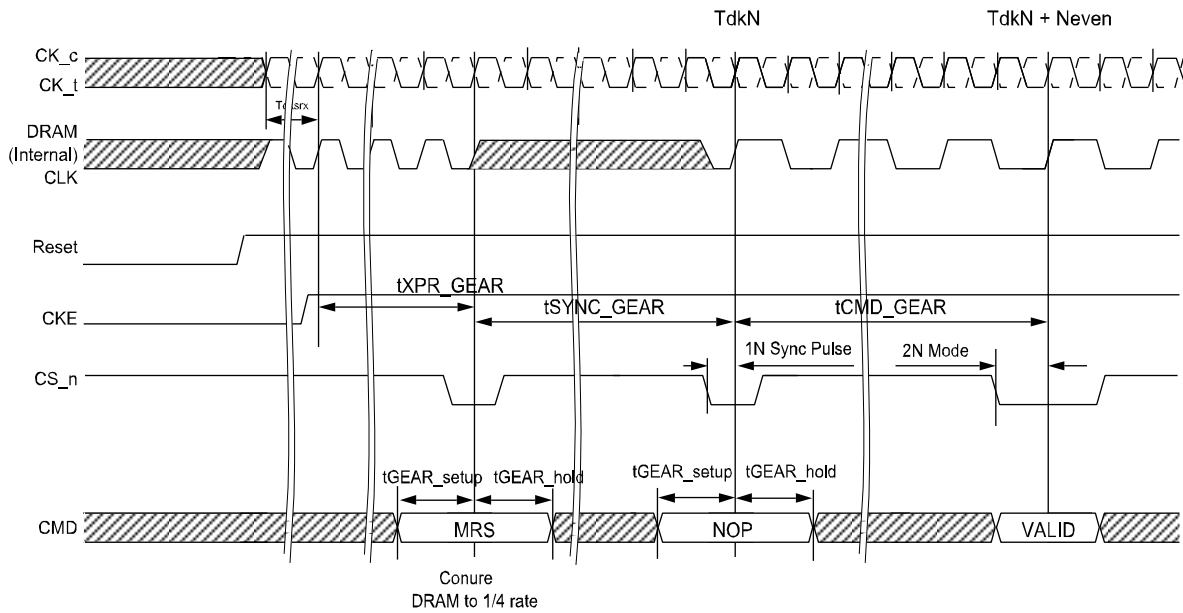 TdkN
TdkN + Neven
CK_c
CK_t
DRAM
(Internal)
CLK
Reset
tXPR_GEAR
CKE
tSYNC_GEAR
tCMD_GEAR
1N Sync Pulse
2N Mode
CS_n
tGEAR_setup
tGEAR_hold
tGEAR_setup
tGEAR_hold
CMD
MRS
NOP
VALID
Conure
DRAM to 1/4 rate